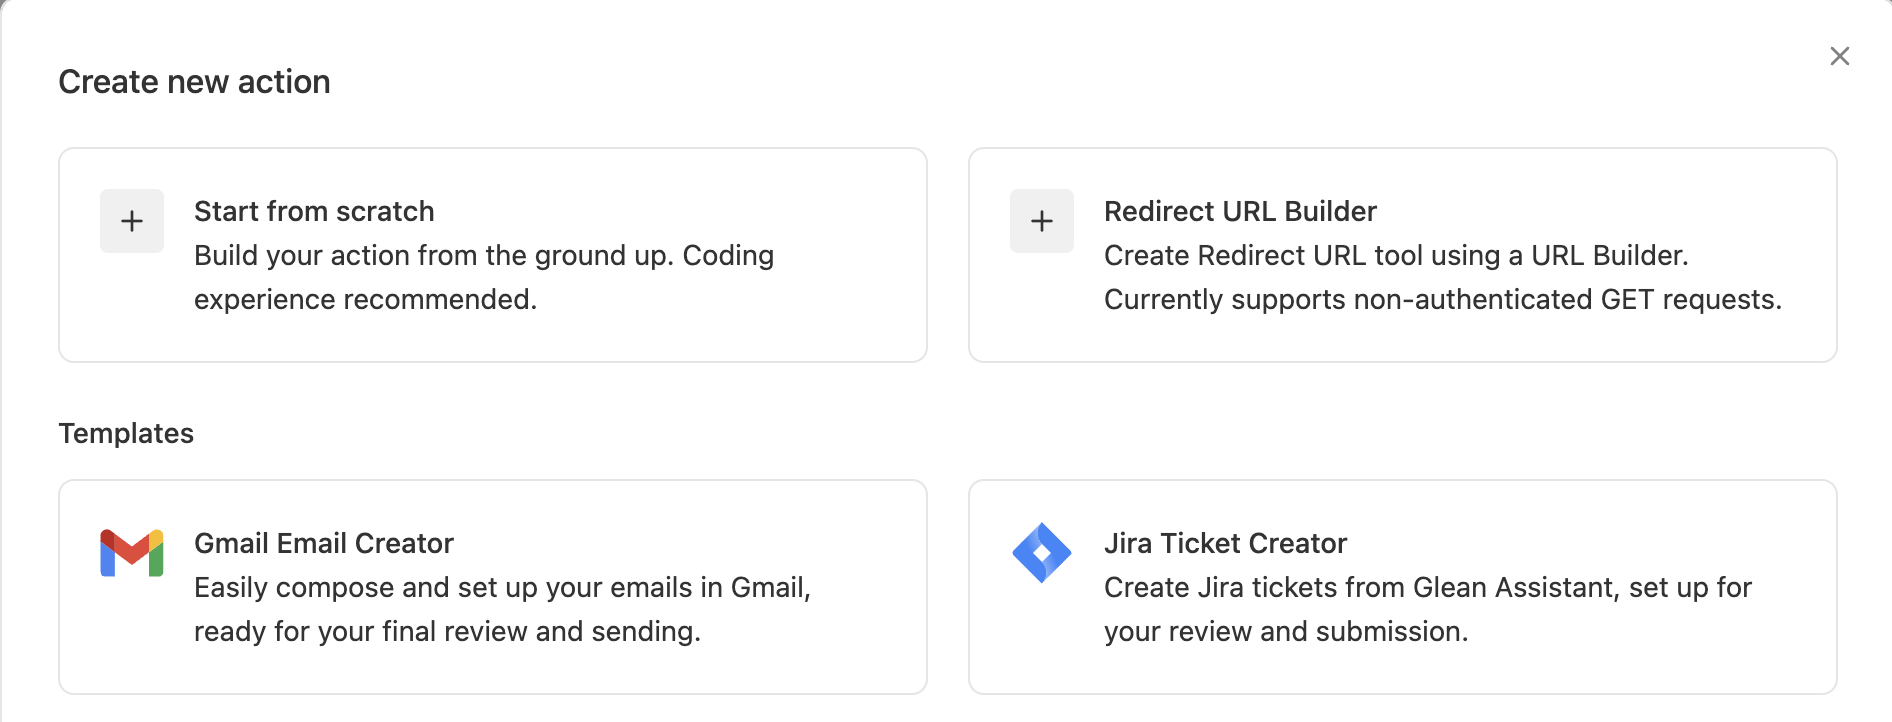 Create new action
Start from scratch
Build your action from the ground up. Coding
experience recommended.
Redirect URL Builder
Create Redirect URL tool using a URL Builder.
Currently supports non-authenticated GET requests.
Templates
Gmail Email Creator
Easily compose and set up your emails in Gmail,
ready for your final review and sending.
Jira Ticket Creator
Create Jira tickets from Glean Assistant, set up for
your review and submission.